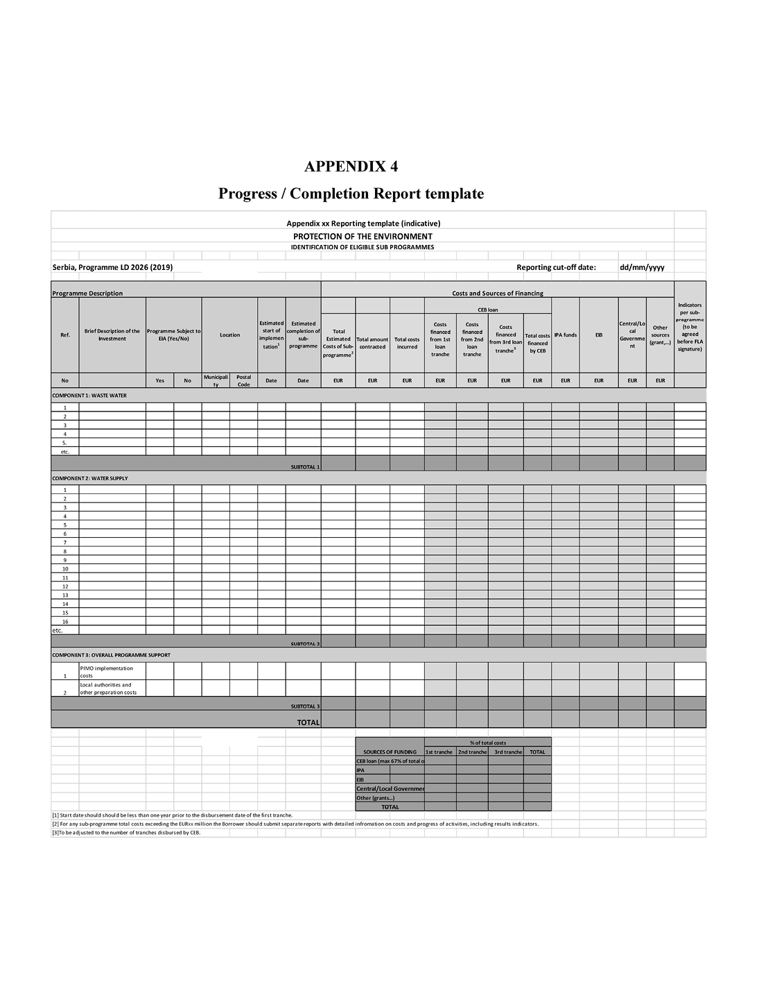 APPENDIX 4
Progress / Completion Report template
Appendix xx Reporting template (indicative)
PROTECTION OF THE ENVIRONMENT
IDENTIFICATION OF ELIGIBLE SUB PROGRAMMES
Serbia, Programme LD 2026 (2019) Reporting cut-off date: dd/mm/yyyy
Programme Description Costs and Sources of Financing
Indicators
per sub-
programme
(to be
agreed
before FLA
signature)
CEB loan
Ref.
Brief Description of the
Investment
Programme Subject to
EIA (Yes/No)
Location
Estimated
start of
implemen
tation1
Estimated
completion of
sub-
programme
Total
Estimated
Costs of Sub-
programme2
Total amount
contracted
Total costs
incurred
Costs
financed
from 1st
loan
tranche
Costs
financed
from 2nd
loan
tranche
Costs
financed
from 3rd loan
tranche3
Total costs
financed
by CEB
IPA funds
EIB
Central/Lo
cal
Governme
nt
Other
sources
(grant,...)
No Yes No Municipali
ty Postal
Code Date Date EUR EUR EUR EUR EUR EUR EUR EUR EUR EUR EUR
COMPONENT 1: WASTE WATER
1
2
3
4
5.
etc.
SUBTOTAL 1
COMPONENT 2: WATER SUPPLY
1
2
3
4
5
6
7
8
9
10
11
12
13
14
15
16
etc.
SUBTOTAL 2
COMPONENT 3: OVERALL PROGRAMME SUPPORT
1 PIMO implementation
costs
2 Local authorities and
other preparation costs
SUBTOTAL 3
TOTAL
% of total costs
SOURCES OF FUNDING 1st tranche 2nd tranche 3rd tranche TOTAL
CEB loan (max 67% of total o
IPA
EIB
Central/Local Governmer
Other (grants...)
TOTAL
[1] Start date should should be less than one year prior to the disbursement date of the first tranche.
[2] For any sub-programme total costs exceeding the EURxx million the Borrower should submit separate reports with detailed information on costs and progress of activities, including results indicators.
[3]To be adjusted to the number of tranches disbursed by CEB.